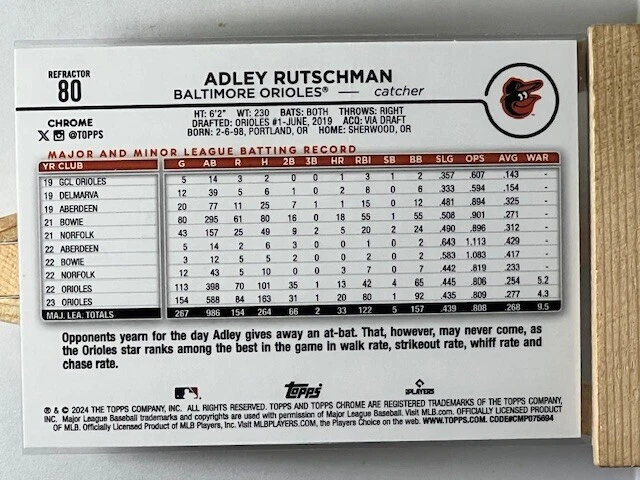 REFRACTOR
80
ADLEY RUTSCHMAN
BALTIMORE ORIOLES® — catcher
HT: 6'2" WT: 230 BATS: BOTH THROWS: RIGHT
DRAFTED: ORIOLES #1-JUNE, 2019 ACQ: VIA DRAFT
BORN: 2-6-98, PORTLAND, OR HOME: SHERWOOD, OR
CHROME
@TOPPS
MAJOR AND MINOR LEAGUE BATTING RECORD
YR CLUB G AB R H 2B 3B HR RBI SB BB SLG OPS AVG WAR
19 GCL ORIOLES 5 14 3 2 0 0 1 3 1 2 .357 .607 .143 -
19 DELMARVA 12 39 5 6 1 0 2 8 0 6 .333 .594 .154 -
19 ABERDEEN 20 77 11 25 7 1 1 15 0 12 .481 .894 .325 -
21 BOWIE 80 295 61 80 16 0 18 55 1 55 .508 .901 .271 -
21 NORFOLK 43 157 25 49 9 2 5 20 2 24 .490 .896 .312 -
22 ABERDEEN 5 14 2 6 3 0 0 1 0 2 .643 1.113 .429 -
22 BOWIE 3 12 5 5 2 0 0 2 0 2 .583 1.083 .417 -
22 NORFOLK 12 43 5 10 0 0 3 7 0 7 .442 .819 .233 -
22 ORIOLES 113 398 70 101 35 1 13 42 4 65 .445 .806 .254 5.2
23 ORIOLES 154 588 84 163 31 1 20 80 1 92 .435 .809 .277 4.3
MAJ. LEA. TOTALS 267 986 154 264 66 2 33 122 5 157 .439 .808 .268 9.5
Opponents yearn for the day Adley gives away an at-bat. That, however, may never come, as
the Orioles star ranks among the best in the game in walk rate, strikeout rate, whiff rate and
chase rate.
topps
PLAYERS
® & © 2024 THE TOPPS COMPANY, INC. ALL RIGHTS RESERVED. TOPPS AND TOPPS CHROME ARE REGISTERED TRADEMARKS OF THE TOPPS COMPANY,
INC. Major League Baseball trademarks and copyrights are used with permission of Major League Baseball. Visit MLB.com. OFFICIALLY LICENSED PRODUCT
OF MLB. Officially Licensed Product of MLB Players, Inc. Visit MLBPLAYERS.COM, the Players Choice on the web. WWW.TOPPS.COM. CODE#CMP075694